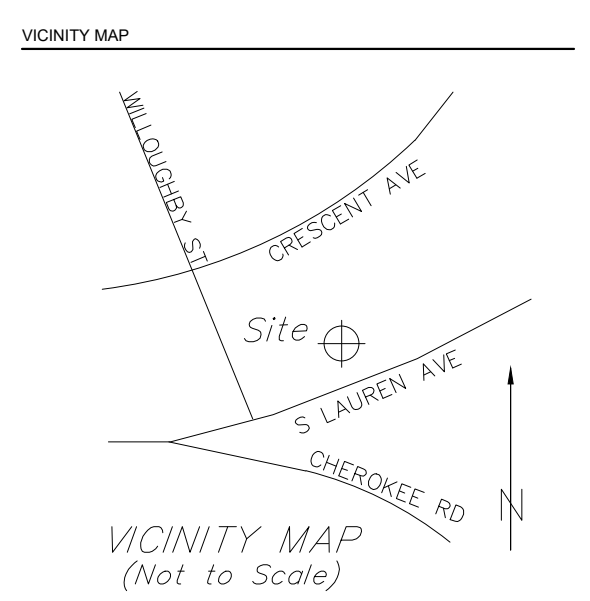 VICINITY MAP
WILLOUGHBY ST
CRESCENT AVE
Site
S LAUREN AVE
CHEROKEE RD
N
VICINITY MAP
(Not to Scale)